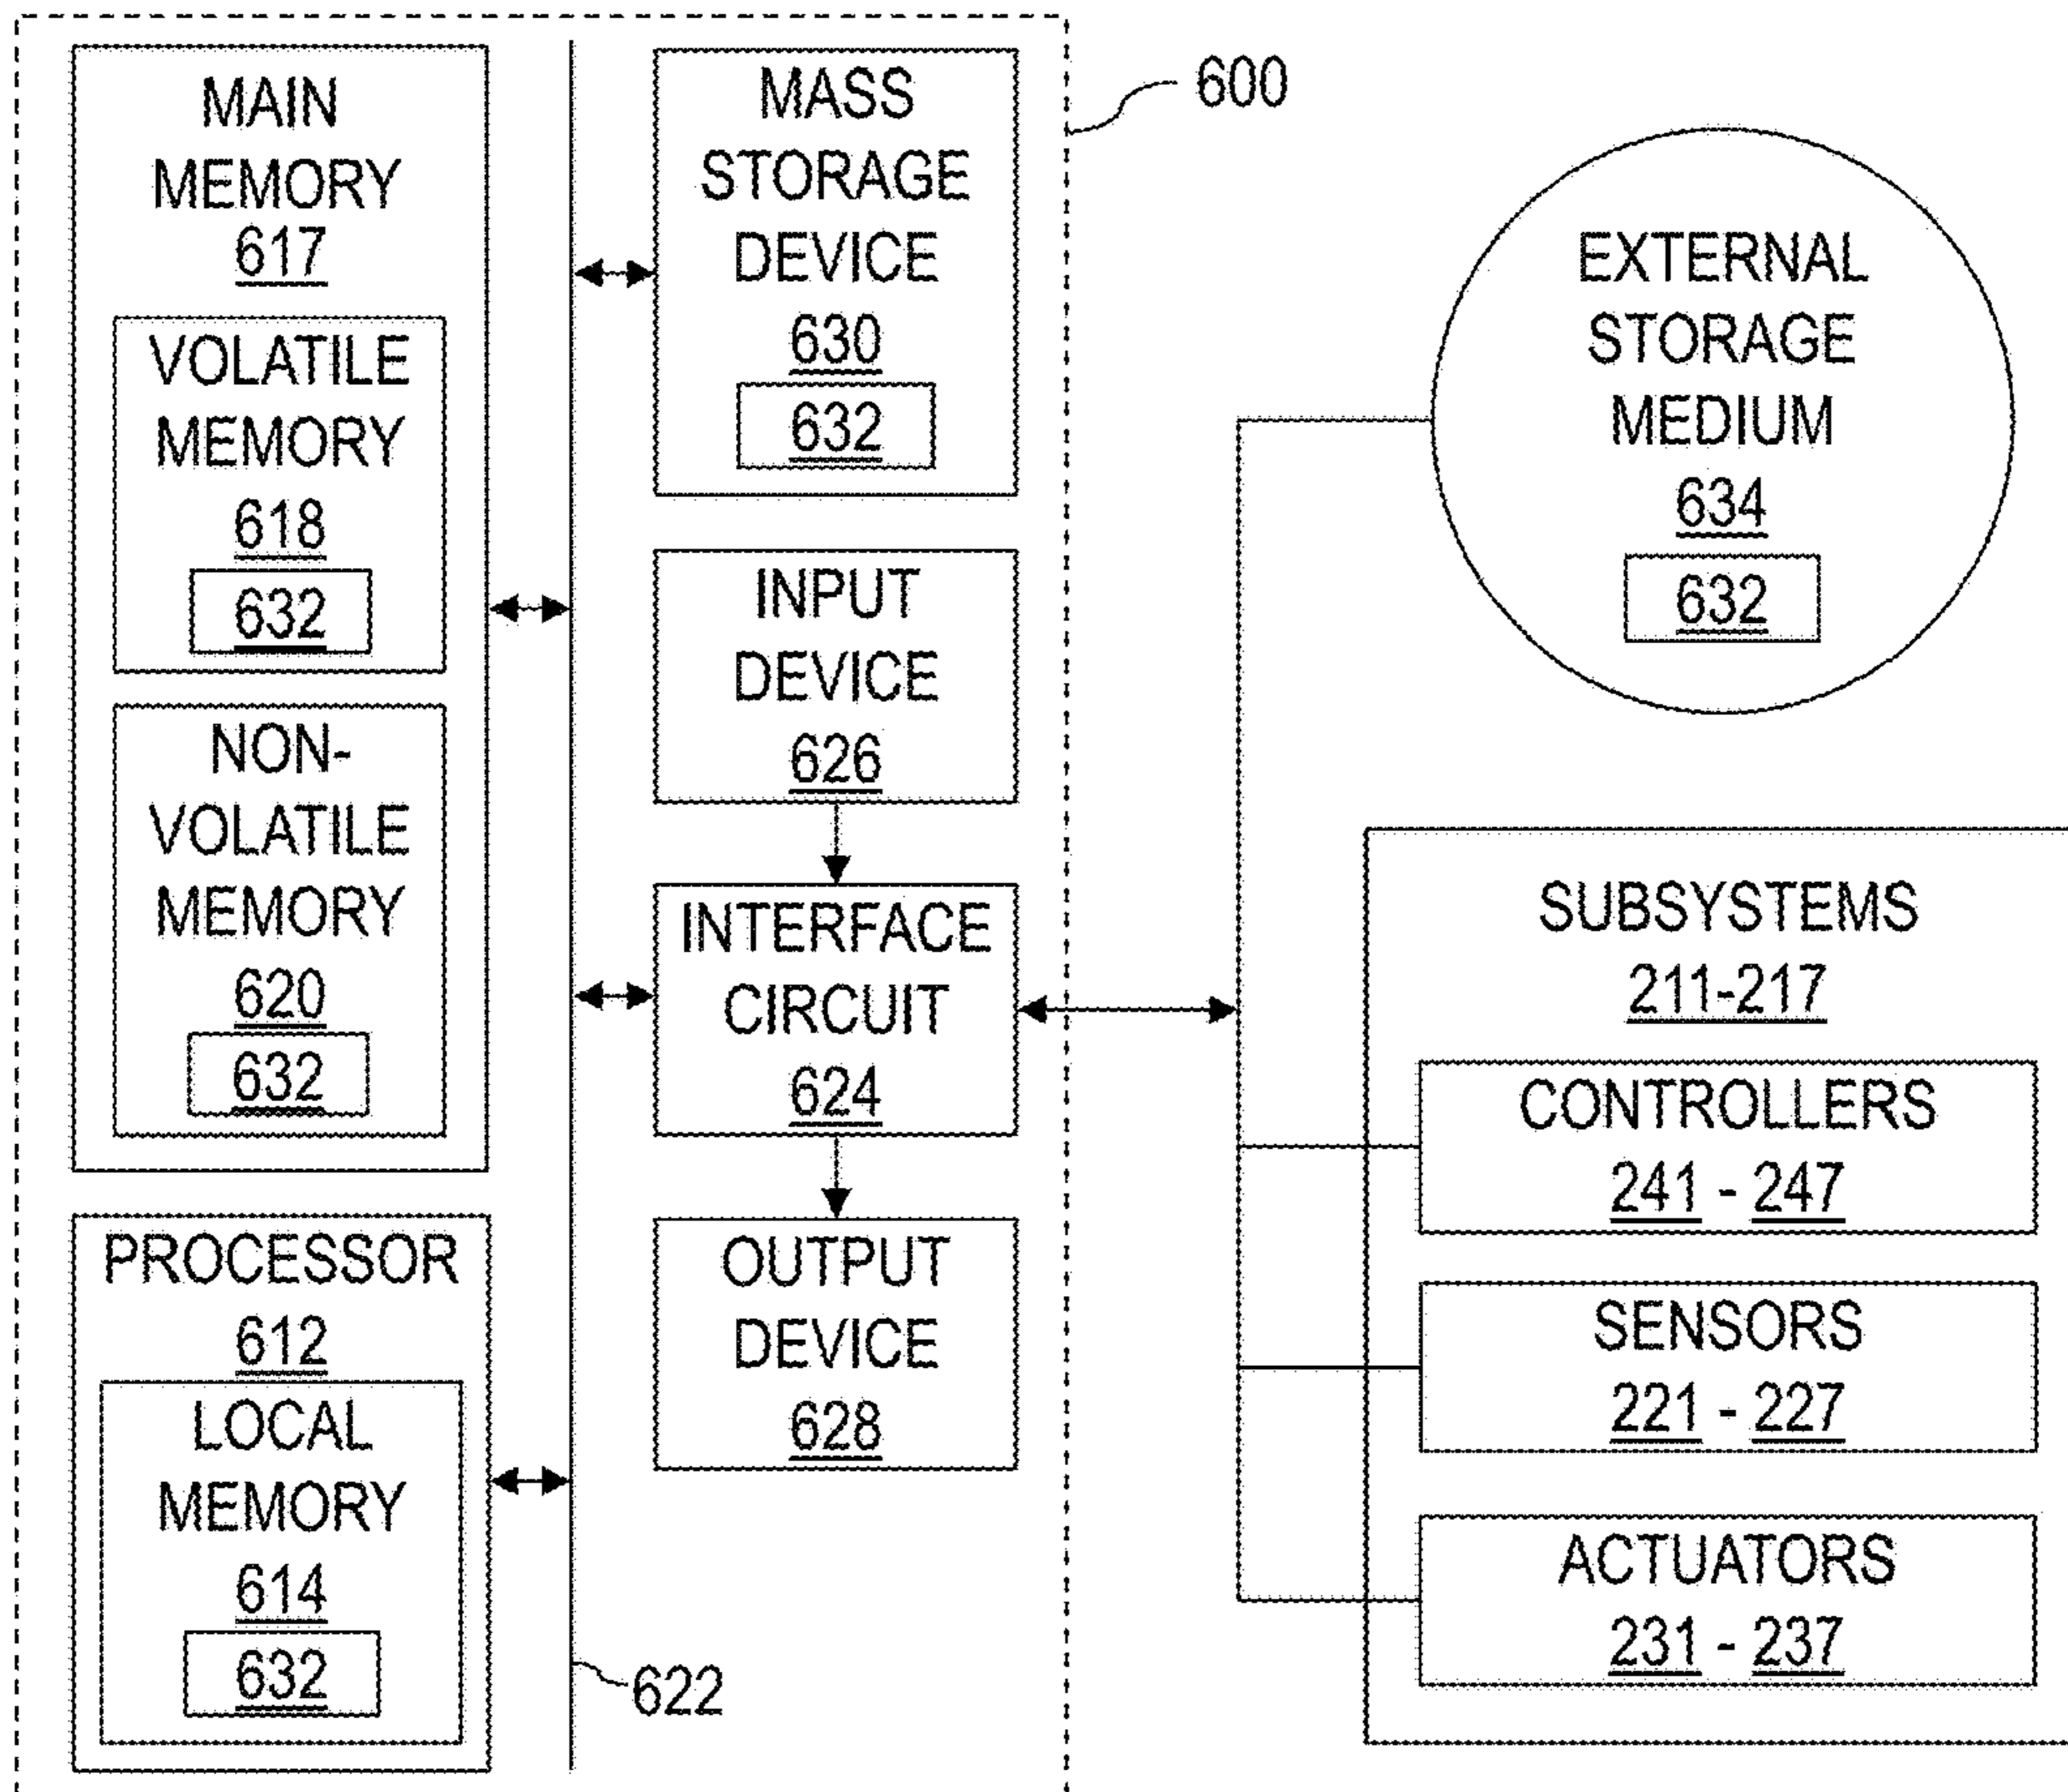 MAIN
MEMORY
617
VOLATILE
MEMORY
618
632
NON-
VOLATILE
MEMORY
620
632
PROCESSOR
612
LOCAL
MEMORY
614
632
622
MASS
STORAGE
DEVICE
630
632
INPUT
DEVICE
626
INTERFACE
CIRCUIT
624
OUTPUT
DEVICE
628
600
EXTERNAL
STORAGE
MEDIUM
634
632
SUBSYSTEMS
211-217
CONTROLLERS
241 - 247
SENSORS
221 - 227
ACTUATORS
231 - 237